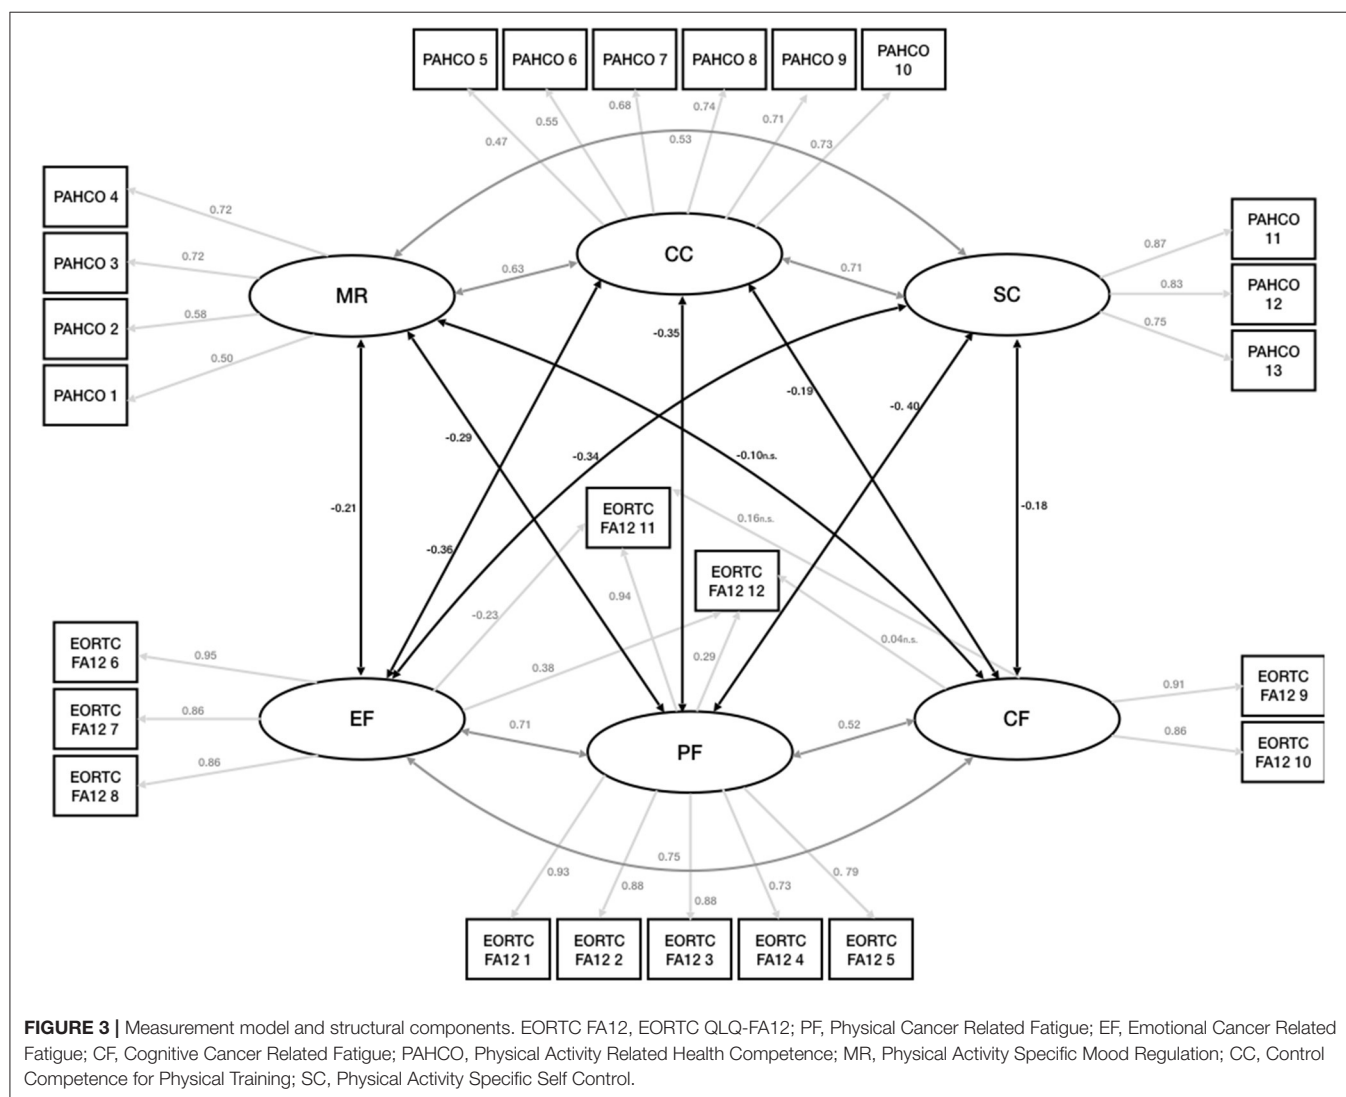 PAHCO 5
PAHCO 6
PAHCO 7
PAHCO 8
PAHCO 9
PAHCO
10
0.47
0.55
0.68
0.74
0.71
0.73
0.53
PAHCO 4
PAHCO 3
PAHCO 2
PAHCO 1
0.72
0.72
0.58
0.50
MR
0.63
CC
0.71
SC
0.87
0.83
0.75
PAHCO
11
PAHCO
12
PAHCO
13
-0.35
-0.19
-0. 40
-0.29
-0.34
-0.10n.s.
-0.21
-0.36
-0.18
EORTC
FA12 11
0.16n.s.
EORTC
FA12 12
0.94
-0.23
0.38
0.29
0.04n.s.
EORTC
FA12 6
EORTC
FA12 7
EORTC
FA12 8
0.95
0.86
0.86
EF
0.71
PF
0.52
CF
0.91
0.86
EORTC
FA12 9
EORTC
FA12 10
0.75
0.93
0.88
0.88
0.73
0. 79
EORTC
FA12 1
EORTC
FA12 2
EORTC
FA12 3
EORTC
FA12 4
EORTC
FA12 5
FIGURE 3 | Measurement model and structural components. EORTC FA12, EORTC QLQ-FA12; PF, Physical Cancer Related Fatigue; EF, Emotional Cancer Related
Fatigue; CF, Cognitive Cancer Related Fatigue; PAHCO, Physical Activity Related Health Competence; MR, Physical Activity Specific Mood Regulation; CC, Control
Competence for Physical Training; SC, Physical Activity Specific Self Control.